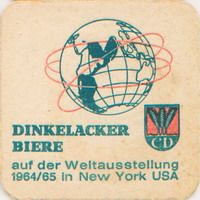 DINKELACKER
BIERE
CD
auf der Weltausstellung
1964/65 in New York USA